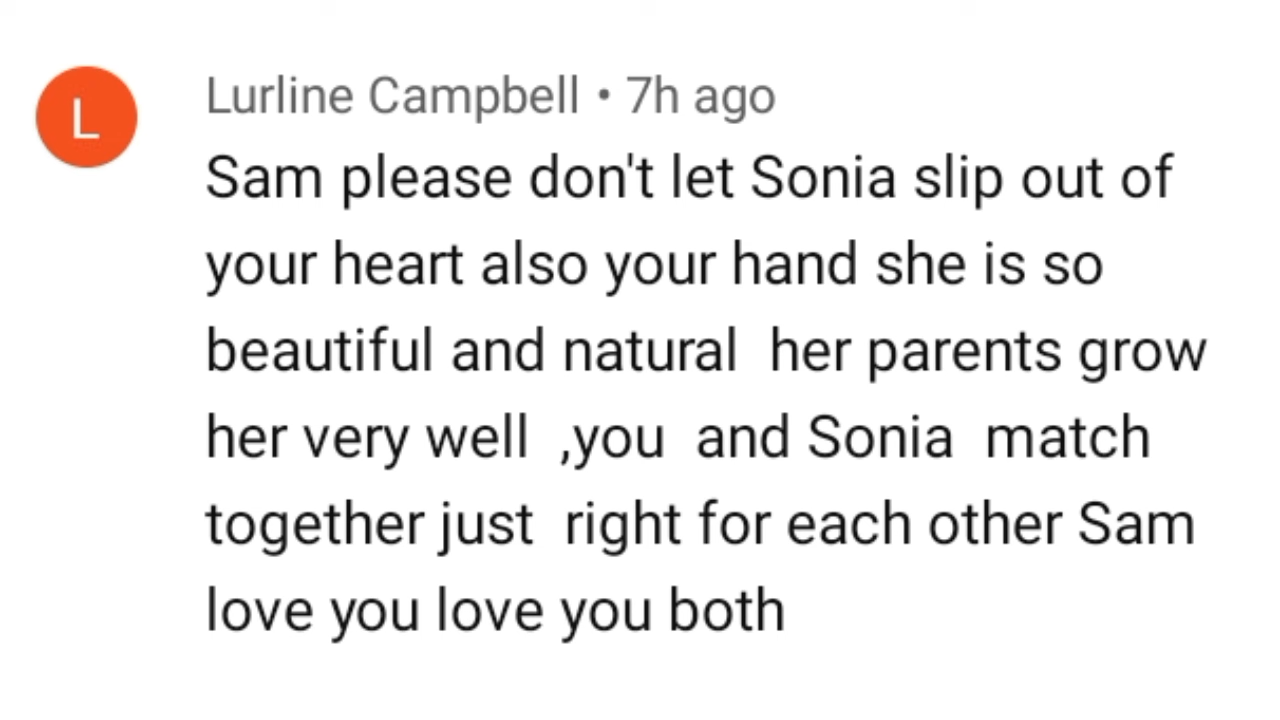 L
Lurline Campbell • 7h ago
Sam please don't let Sonia slip out of
your heart also your hand she is so
beautiful and natural  her parents grow
her very well  ,you  and Sonia  match
together just  right for each other Sam
love you love you both